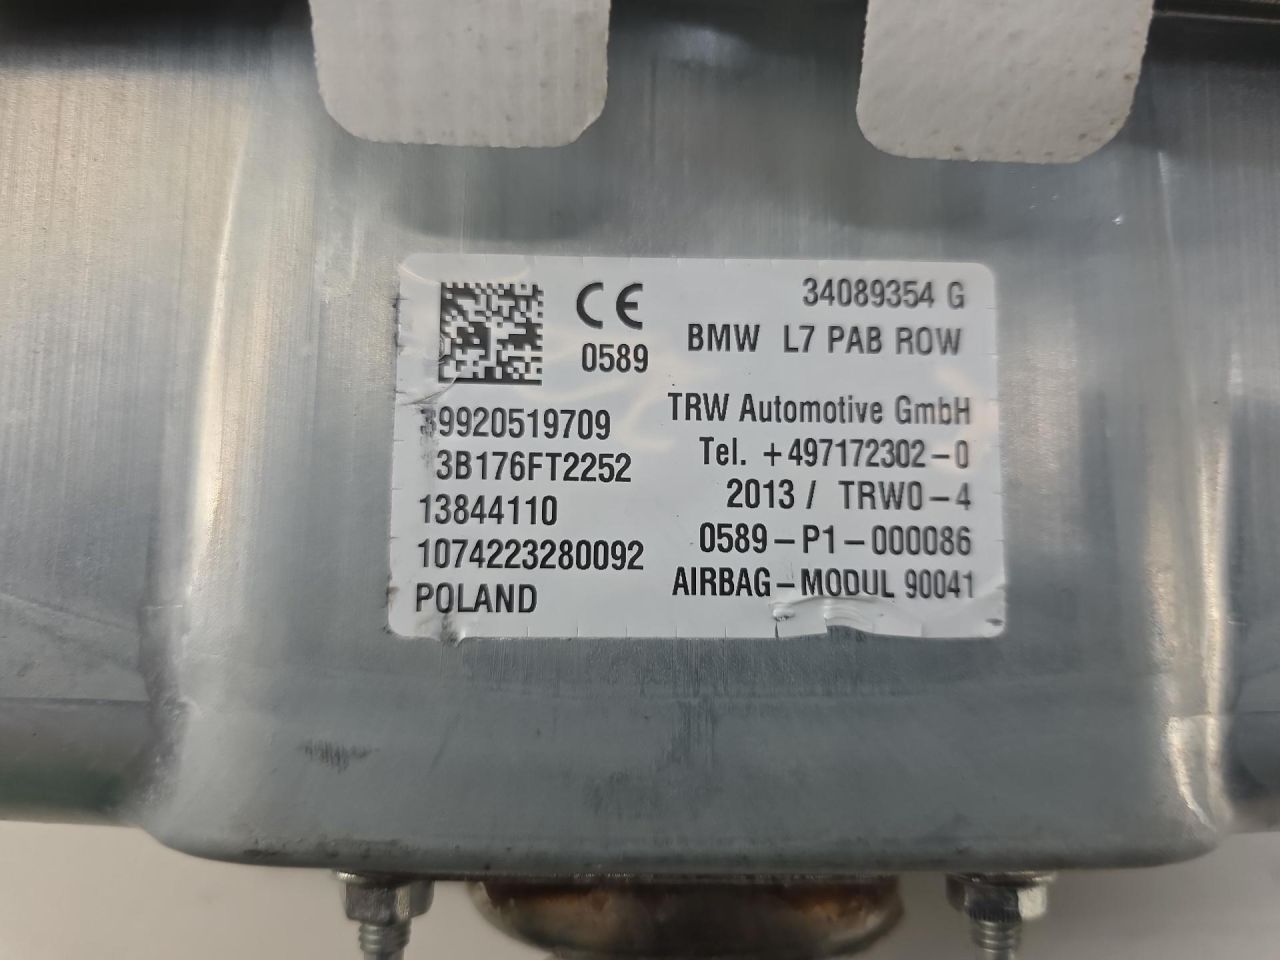 CE
0589
34089354 G
BMW L7 PAB ROW
39920519709
3B176FT2252
13844110
1074223280092
POLAND
TRW Automotive GmbH
Tel. +497172302-0
2013 / TRW0-4
0589-P1-000086
AIRBAG-MODUL 90041